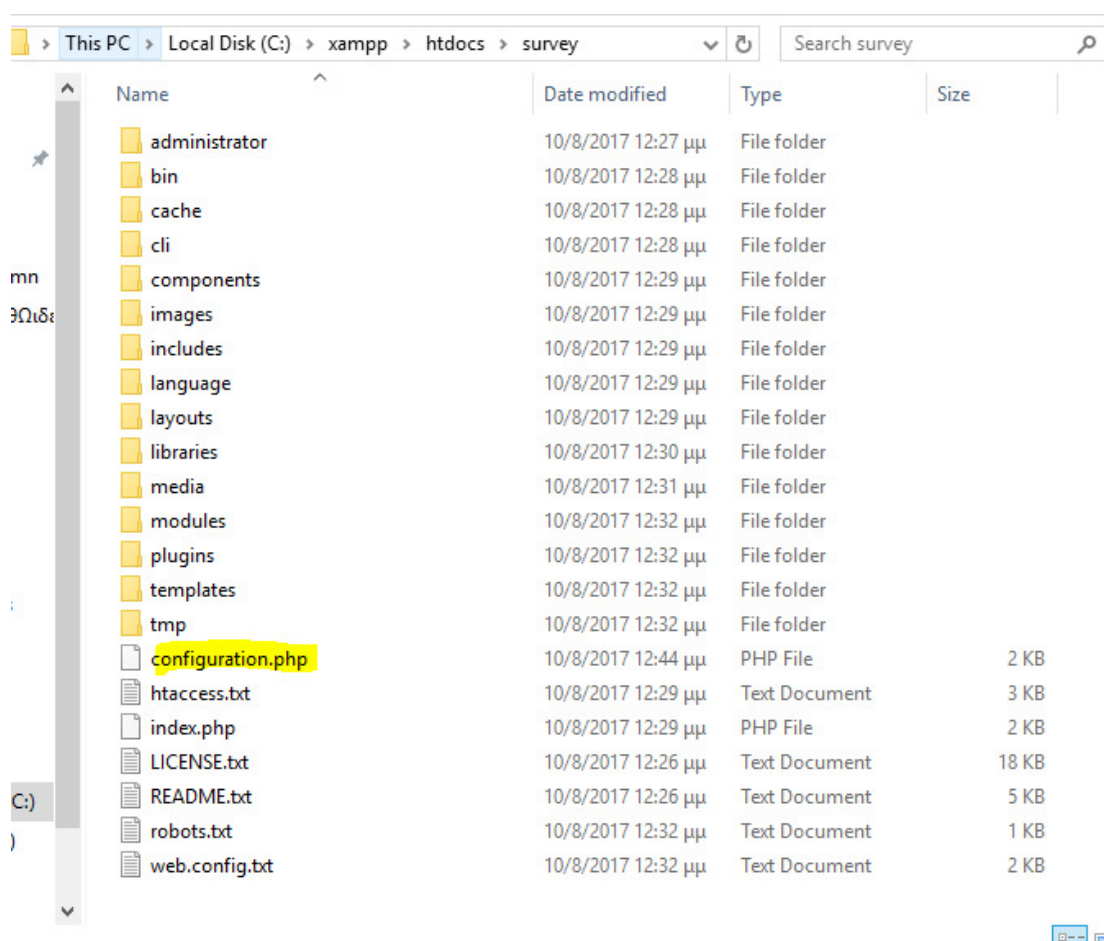 This PC > Local Disk (C:) > xampp > htdocs > survey Search survey
Name Date modified Type Size
administrator 10/8/2017 12:27 μμ File folder
bin 10/8/2017 12:28 μμ File folder
cache 10/8/2017 12:28 μμ File folder
cli 10/8/2017 12:28 μμ File folder
mn
components 10/8/2017 12:29 μμ File folder
images 10/8/2017 12:29 μμ File folder
includes 10/8/2017 12:29 μμ File folder
language 10/8/2017 12:29 μμ File folder
layouts 10/8/2017 12:29 μμ File folder
libraries 10/8/2017 12:30 μμ File folder
media 10/8/2017 12:31 μμ File folder
modules 10/8/2017 12:32 μμ File folder
plugins 10/8/2017 12:32 μμ File folder
templates 10/8/2017 12:32 μμ File folder
tmp 10/8/2017 12:32 μμ File folder
configuration.php 10/8/2017 12:44 μμ PHP File 2 KB
htaccess.txt 10/8/2017 12:29 μμ Text Document 3 KB
index.php 10/8/2017 12:29 μμ PHP File 2 KB
LICENSE.txt 10/8/2017 12:26 μμ Text Document 18 KB
C:)
README.txt 10/8/2017 12:26 μμ Text Document 5 KB
robots.txt 10/8/2017 12:32 μμ Text Document 1 KB
web.config.txt 10/8/2017 12:32 μμ Text Document 2 KB